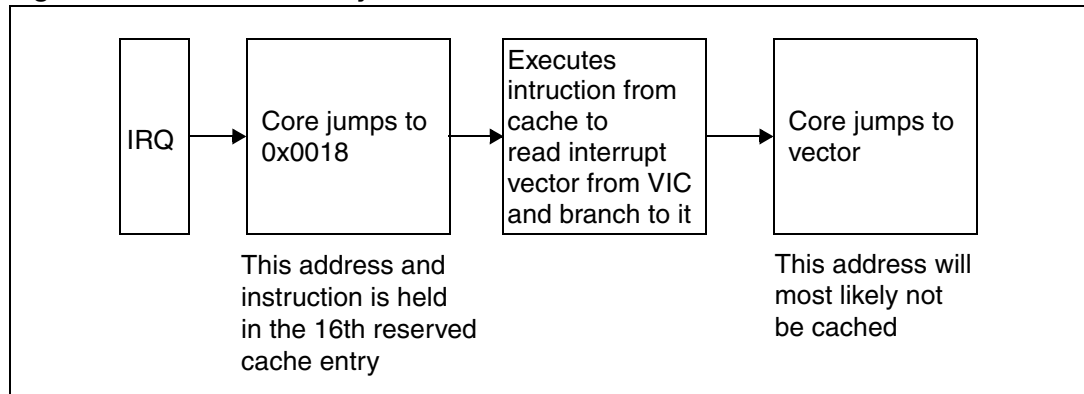 IRQ
Core jumps to
0x0018
Executes
intruction from
cache to
read interrupt
vector from VIC
and branch to it
Core jumps to
vector
This address and
instruction is held
in the 16th reserved
cache entry
This address will
most likely not
be cached